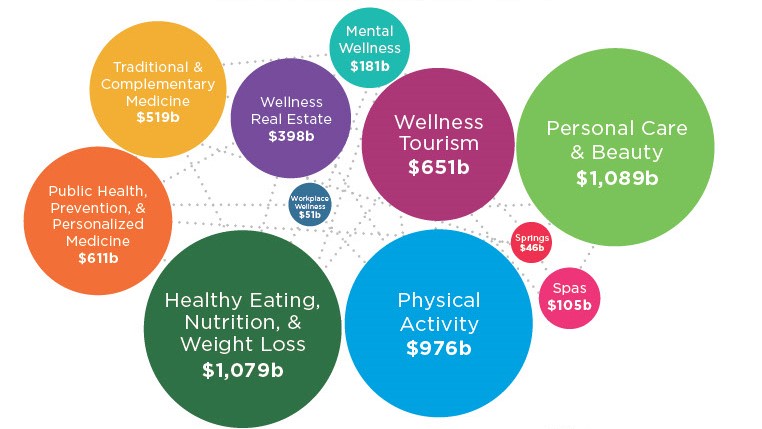 Mental
Wellness
$181b
Traditional &
Complementary
Medicine
$519b
Wellness
Real Estate
$398b
Wellness
Tourism
$651b
Personal Care
& Beauty
$1,089b
Public Health,
Prevention, &
Personalized
Medicine
$611b
Workplace
Wellness
$51b
Springs
$46b
Spas
$105b
Healthy Eating,
Nutrition, &
Weight Loss
$1,079b
Physical
Activity
$976b